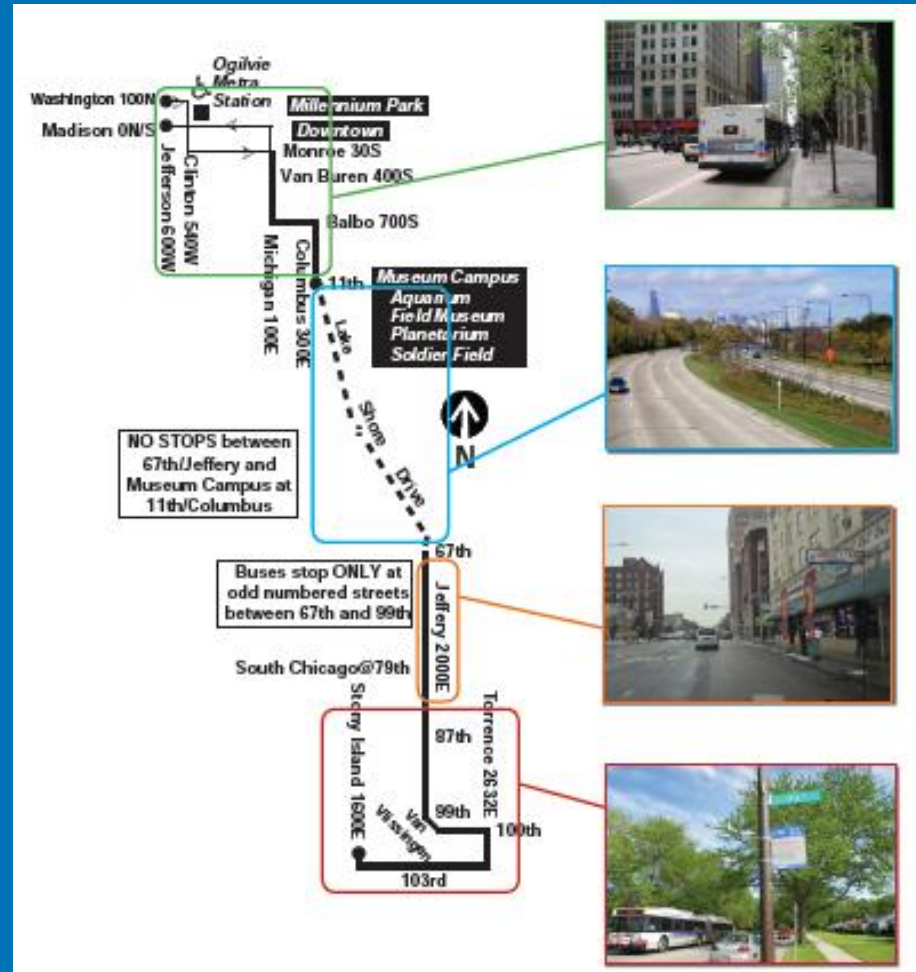 Ogilvie
Metra
Station
Washington 100N
Millennium Park
Madison 0N/S
Downtown
Monroe 30S
Van Buren 400S
Clinton 540W
Jefferson 600W
Balbo 700S
Michigan 100E
Columbus 300E
11th
Museum Campus
Aquarium
Field Museum
Planetarium
Soldier Field
Lake Shore Drive
N
NO STOPS between
67th/Jeffery and
Museum Campus at
11th/Columbus
67th
Buses stop ONLY at
odd numbered streets
between 67th and 99th
Jeffery 2000E
South Chicago@79th
Stony Island 1600E
Torrence 2632E
87th
99th
Van
Vlissingen
100th
103rd